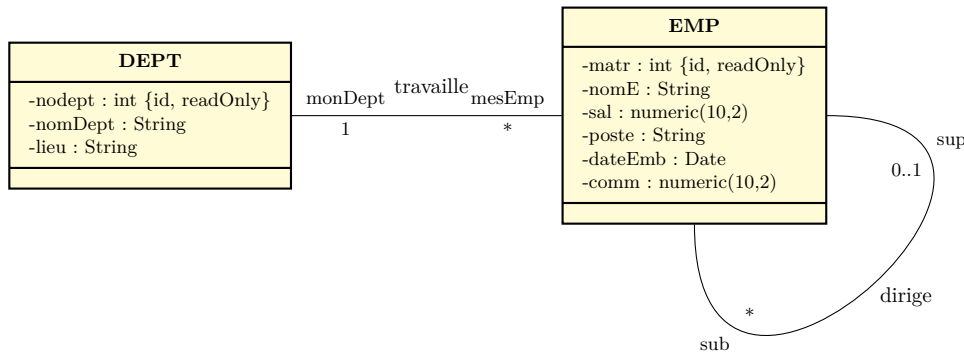 DEPT
-nodept : int {id, readOnly}
-nomDept : String
-lieu : String
travaille
monDept
mesEmp
1
*
EMP
-matr : int {id, readOnly}
-nomE : String
-sal : numeric(10,2)
-poste : String
-dateEmb : Date
-comm : numeric(10,2)
sup
0..1
dirige
*
sub